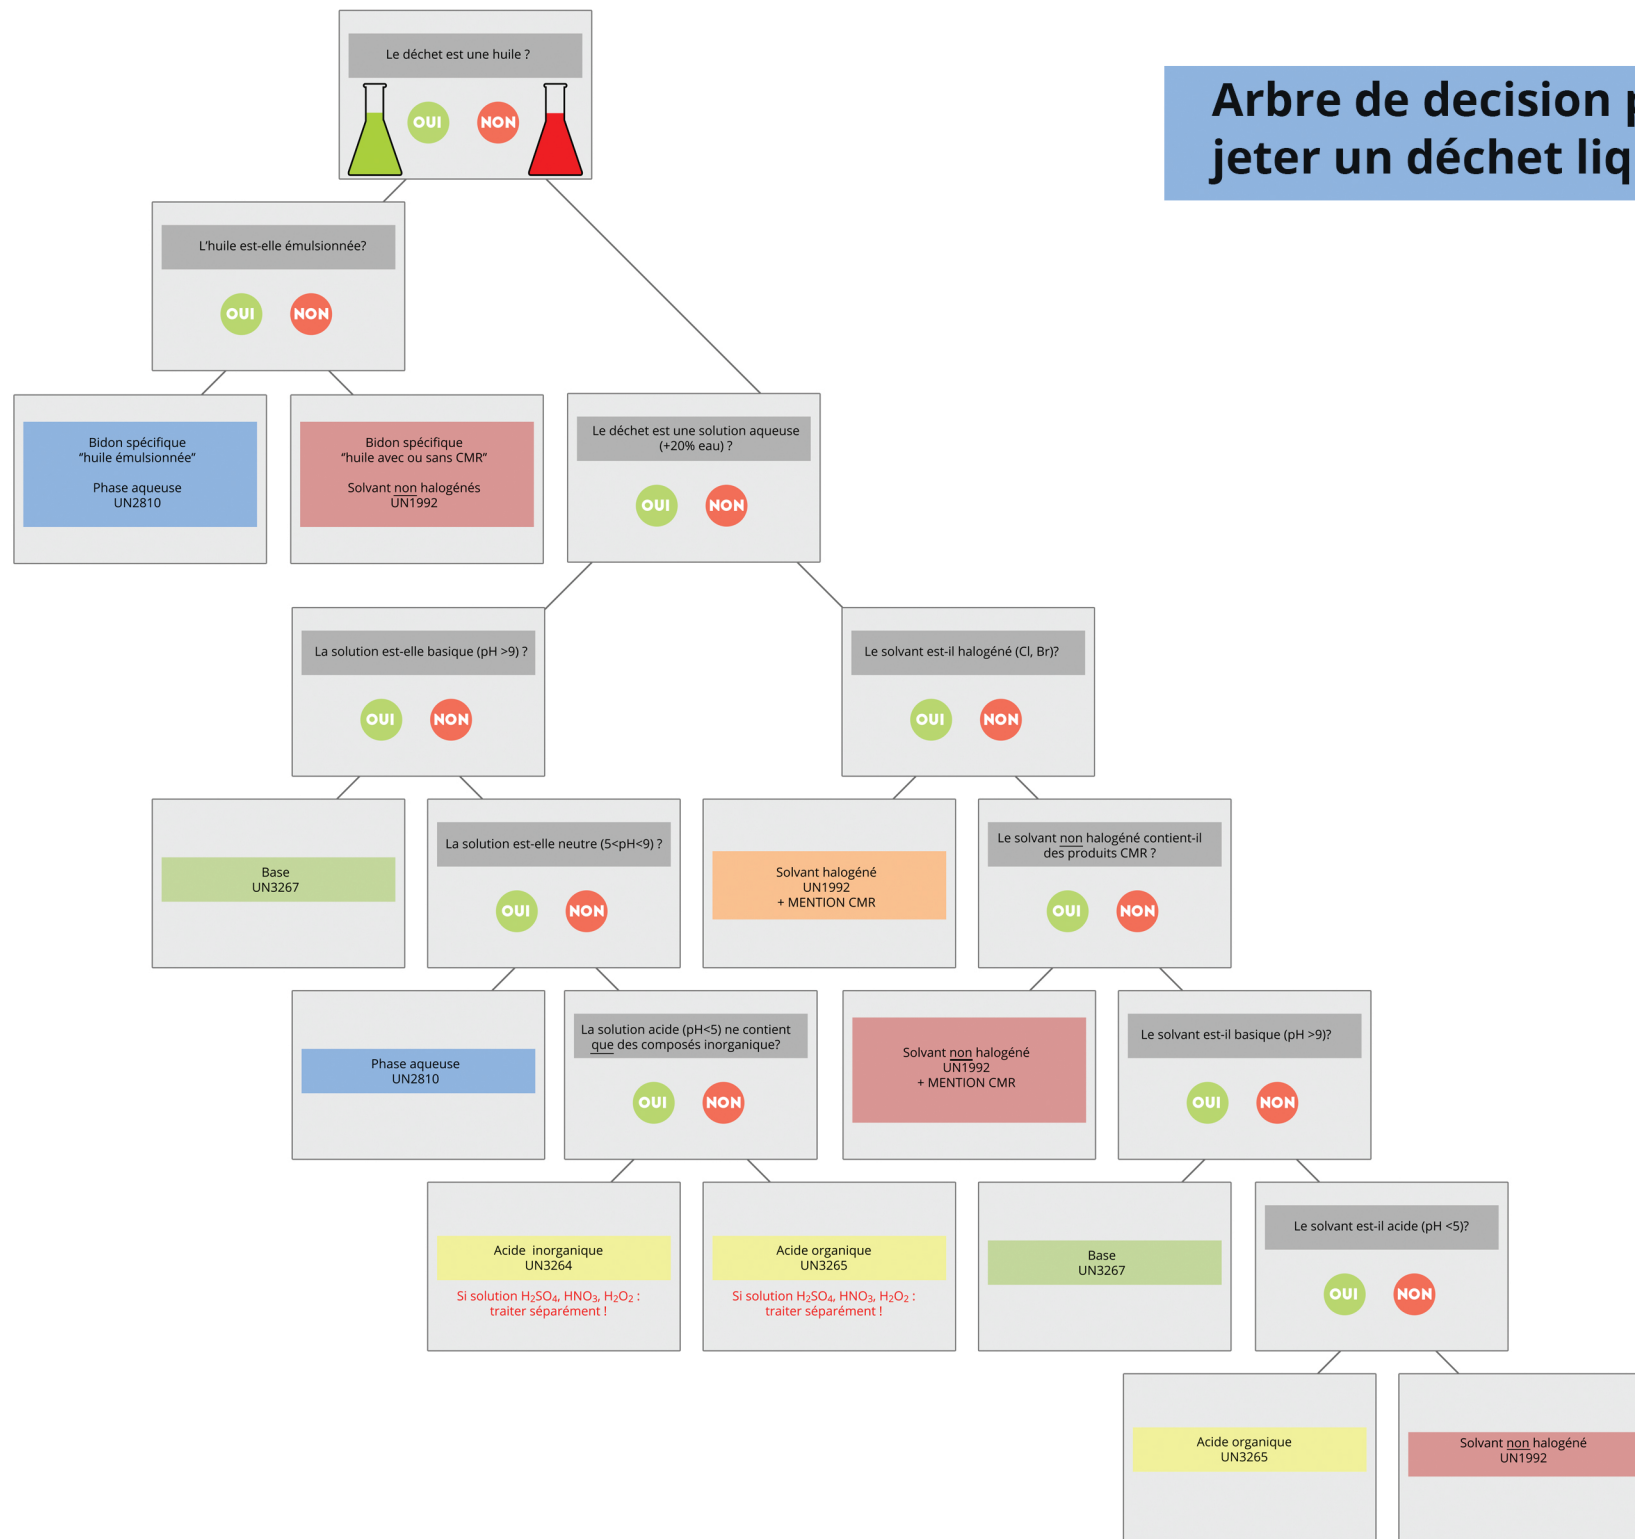 Le déchet est une huile ?
OUI NON
Arbre de decision
jeter un déchet
L'huile est-elle émulsionnée?
OUI NON
Bidon spécifique
"huile émulsionnée"
Phase aqueuse
UN2810
Bidon spécifique
"huile avec ou sans CMR"
Solvant non halogénés
UN1992
Le déchet est une solution aqueuse
(+20% eau) ?
OUI NON
La solution est-elle basique (pH >9) ?
OUI NON
Le solvant est-il halogéné (Cl, Br)?
OUI NON
Base
UN3267
La solution est-elle neutre (5<pH<9) ?
OUI NON
Solvant halogéné
UN1992
+ MENTION CMR
Le solvant non halogéné contient-il
des produits CMR ?
OUI NON
Phase aqueuse
UN2810
La solution acide (pH<5) ne contient
que des composés inorganique?
OUI NON
Solvant non halogéné
UN1992
+ MENTION CMR
Le solvant est-il basique (pH >9)?
OUI NON
Acide inorganique
UN3264
Si solution H₂SO₄, HNO₃, H₂O₂ :
traiter séparément !
Acide organique
UN3265
Si solution H₂SO₄, HNO₃, H₂O₂ :
traiter séparément !
Base
UN3267
Le solvant est-il acide (pH <5)?
OUI NON
Acide organique
UN3265
Solvant non halogéné
UN1992